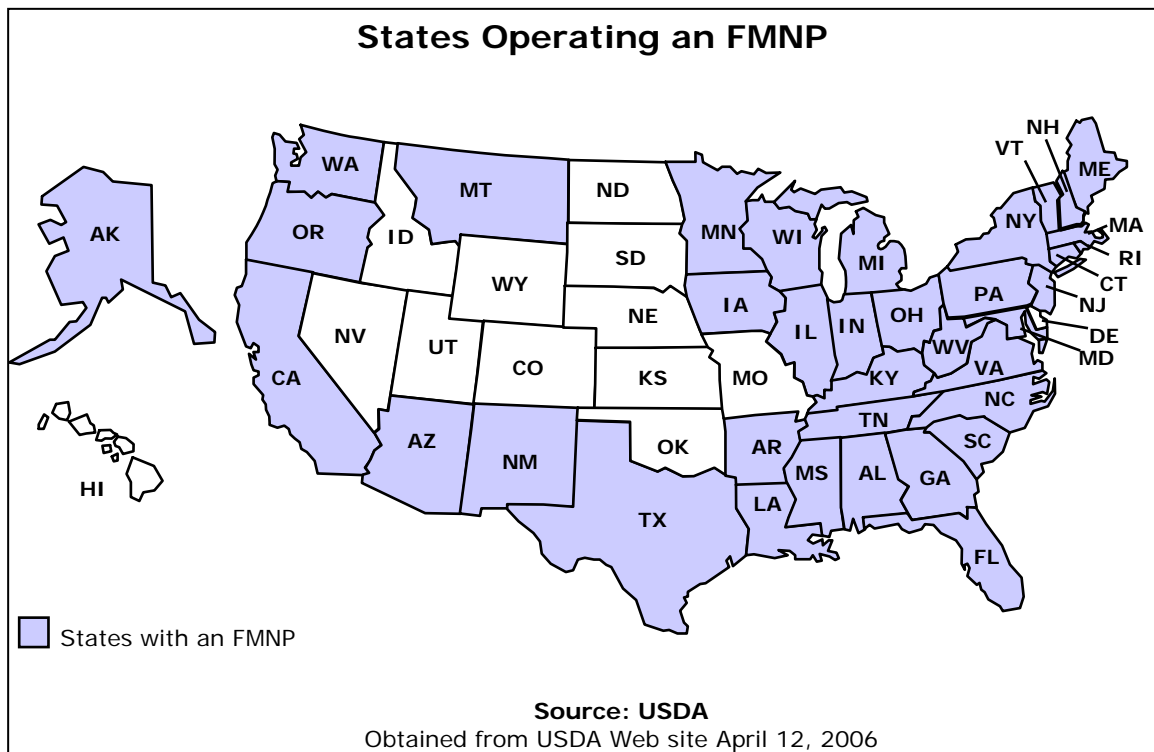 States Operating an FMNP
NH
VT
WA
ME
MT
ND
AK
OR
ID
MN
NY
MA
WI
SD
MI
RI
WY
CT
PA
NJ
IA
NE
OH
NV
IL
IN
DE
UT
WV
MD
CO
CA
KS
MO
KY
VA
NC
TN
AZ
OK
AR
SC
NM
MS
AL
GA
HI
LA
TX
FL
States with an FMNP
Source: USDA
Obtained from USDA Web site April 12, 2006